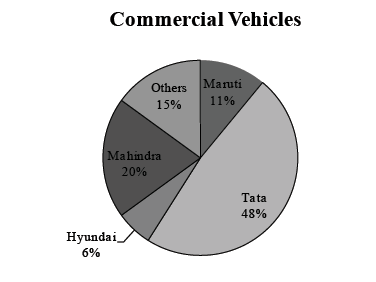 Commercial Vehicles
Others
15%
Maruti
11%
Mahindra
20%
Tata
48%
Hyundai
6%